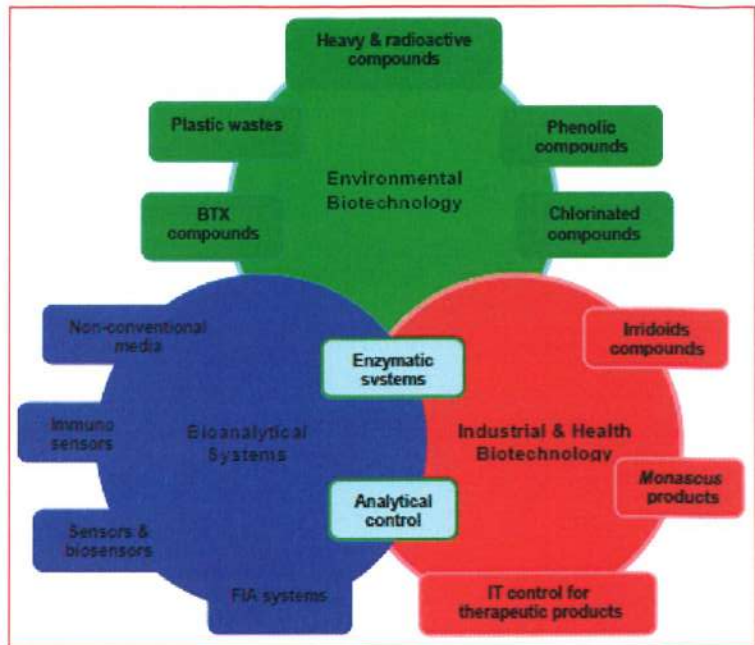 Heavy & radioactive
compounds
Plastic wastes
Phenolic
compounds
Environmental
Biotechnology
BTX
compounds
Chlorinated
compounds
Non-conventional
media
Irridoids
compounds
Enzymatic
systems
Immuno
sensors
Bioanalytical
Systems
Industrial & Health
Biotechnology
Monascus
products
Analytical
control
Sensors &
biosensors
FIA systems
IT control for
therapeutic products